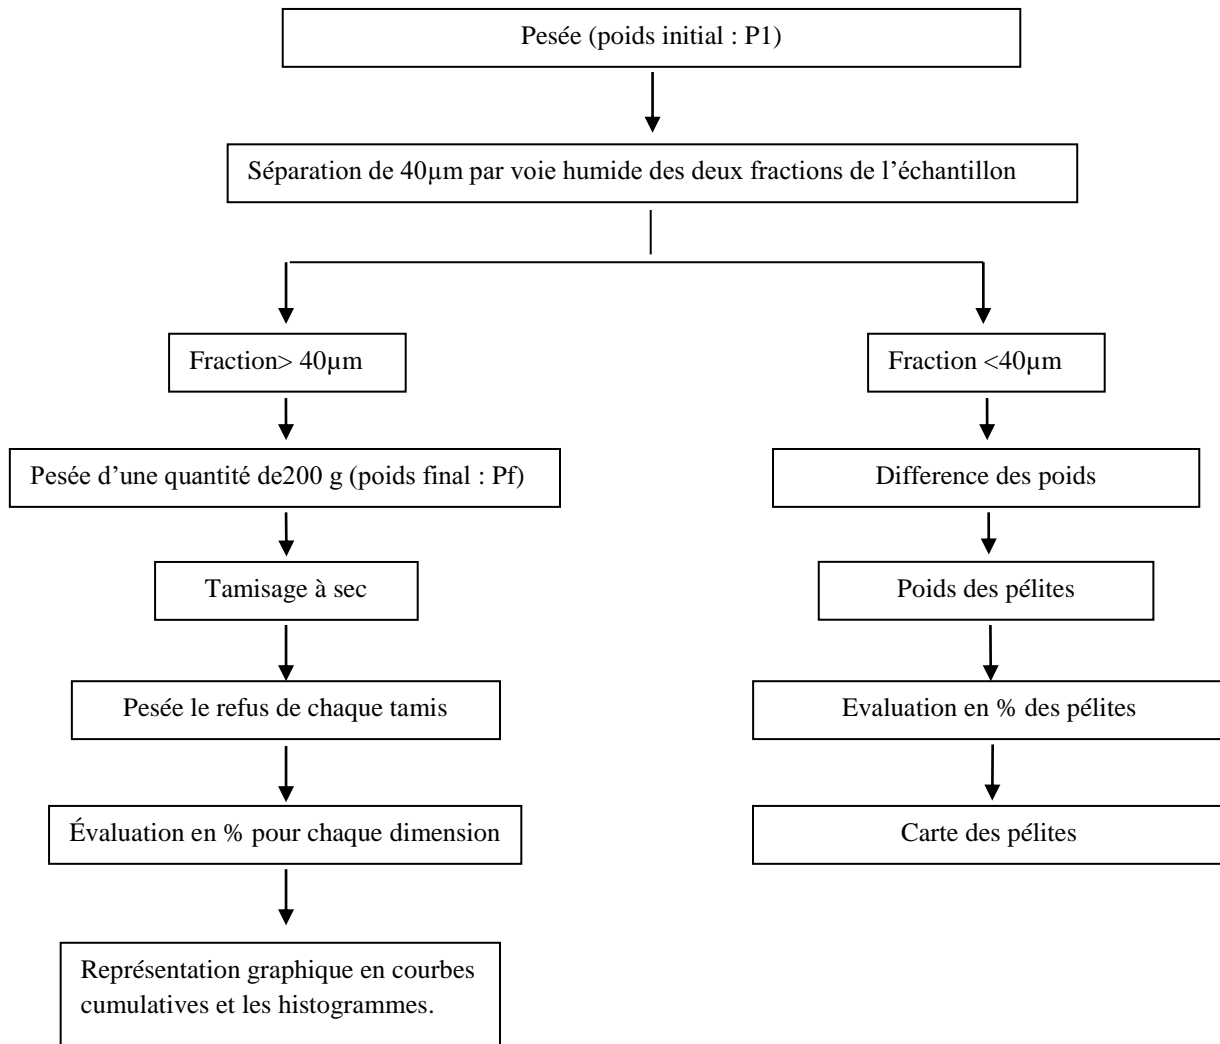 Pesée (poids initial : P1)
Séparation de 40µm par voie humide des deux fractions de l’échantillon
Fraction> 40µm
Fraction <40µm
Pesée d’une quantité de200 g (poids final : Pf)
Difference des poids
Tamisage à sec
Poids des pélites
Pesée le refus de chaque tamis
Evaluation en % des pélites
Évaluation en % pour chaque dimension
Carte des pélites
Représentation graphique en courbes
cumulatives et les histogrammes.